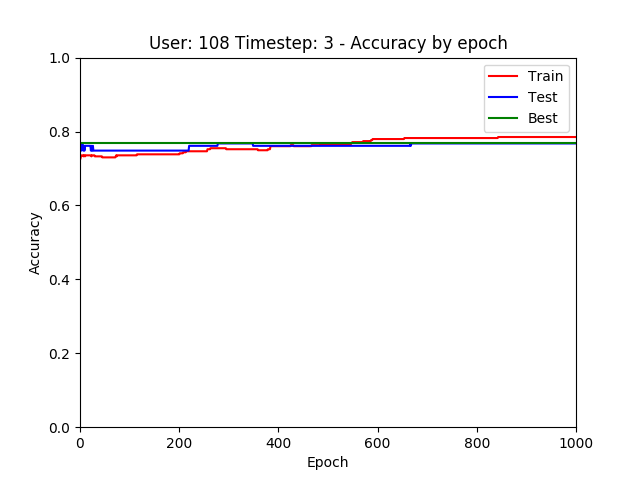 User: 108 Timestep: 3 - Accuracy by epoch
1.0
0.8
0.6
0.4
0.2
0.0
Accuracy
Train
Test
Best
0 200 400 600 800 1000
Epoch